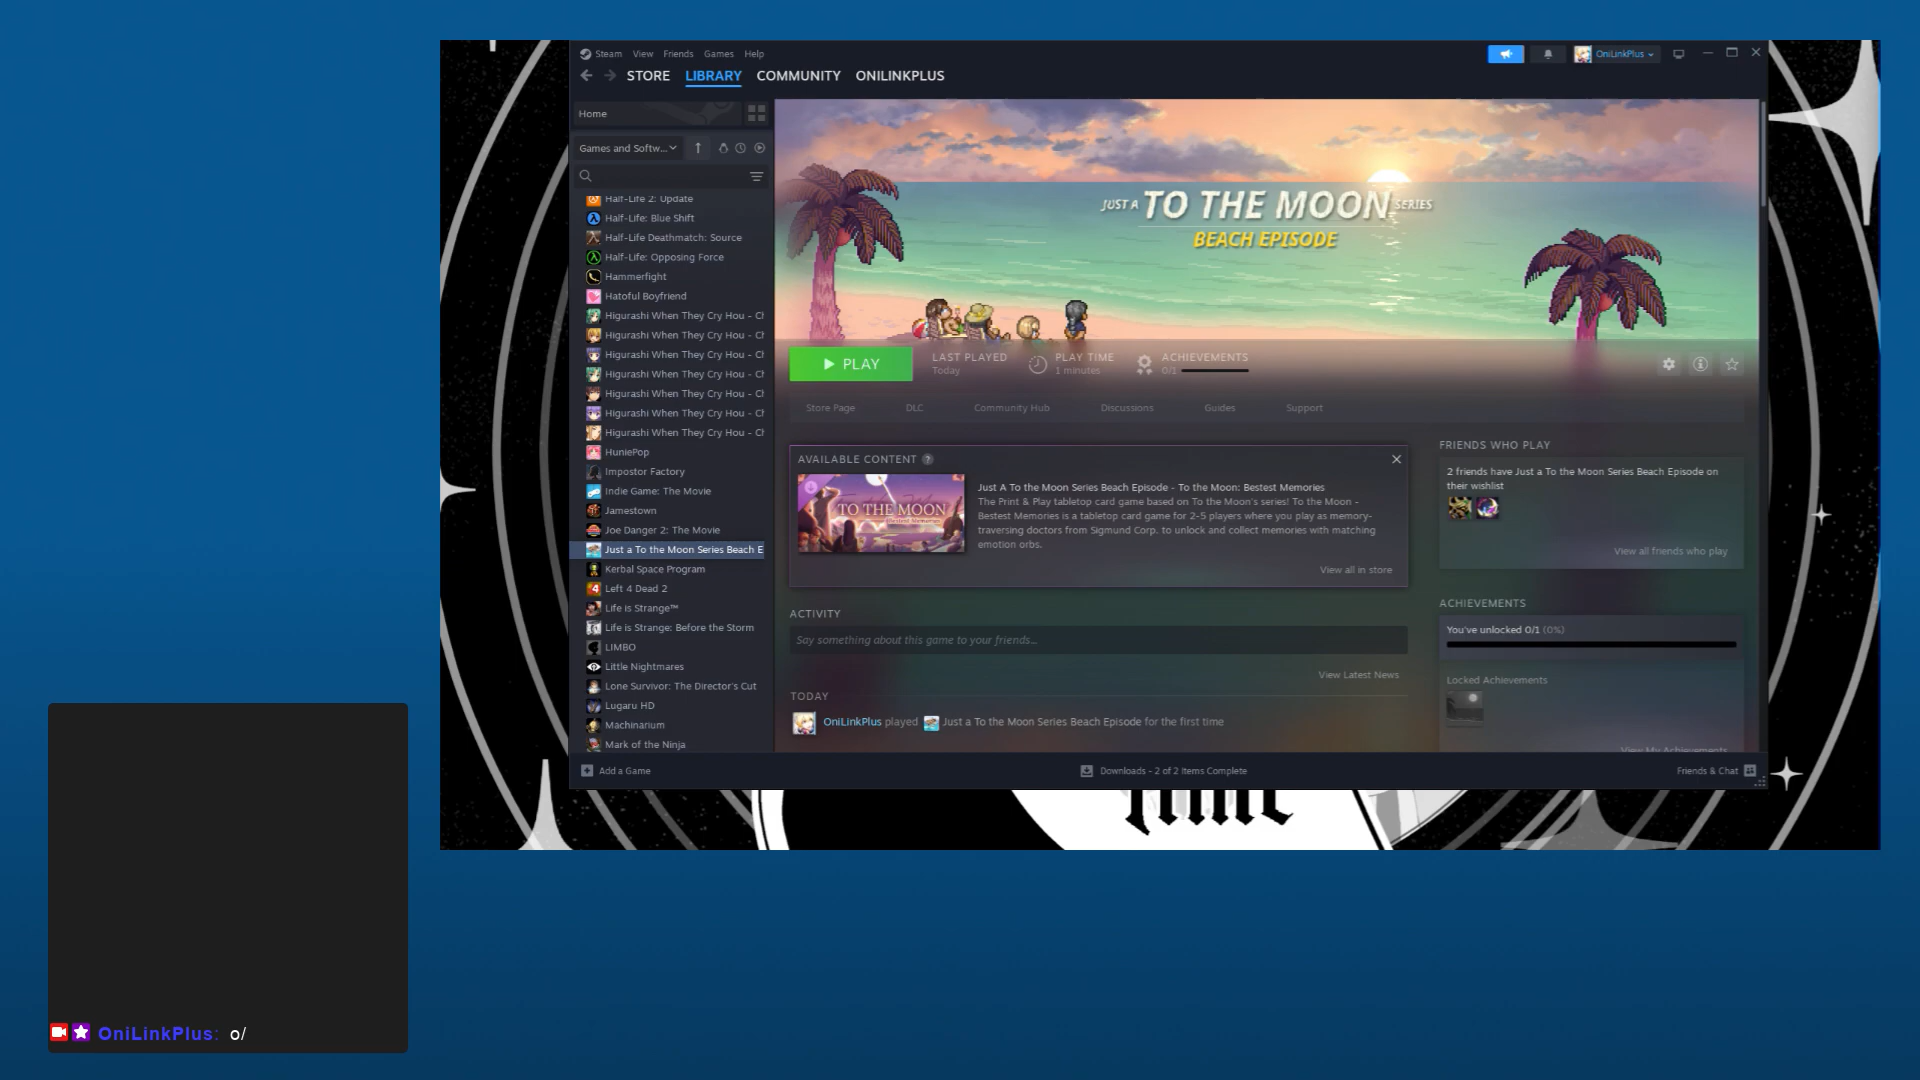 Steam View Friends Games Help
OniLinkPlus
STORE LIBRARY COMMUNITY ONILINKPLUS
Home
Games and Softw...
Half-Life 2: Update
Half-Life: Blue Shift
Half-Life Deathmatch: Source
Half-Life: Opposing Force
Hammerfight
Hatoful Boyfriend
Higurashi When They Cry Hou - Ch
Higurashi When They Cry Hou - Ch
Higurashi When They Cry Hou - Ch
Higurashi When They Cry Hou - Ch
Higurashi When They Cry Hou - Ch
Higurashi When They Cry Hou - Ch
Higurashi When They Cry Hou - Ch
HuniePop
Impostor Factory
Indie Game: The Movie
Jamestown
Joe Danger 2: The Movie
Just a To the Moon Series Beach E
Kerbal Space Program
Left 4 Dead 2
Life is Strange™
Life is Strange: Before the Storm
LIMBO
Little Nightmares
Lone Survivor: The Director's Cut
Lugaru HD
Machinarium
Mark of the Ninja
JUST A TO THE MOON SERIES
BEACH EPISODE
PLAY
LAST PLAYED
Today
PLAY TIME
1 minutes
ACHIEVEMENTS
0/1
Store Page DLC Community Hub Discussions Guides Support
AVAILABLE CONTENT ?
TO THE MOON
Bestest Memories
Just A To the Moon Series Beach Episode - To the Moon: Bestest Memories
The Print & Play tabletop card game based on To the Moon's series! To the Moon -
Bestest Memories is a tabletop card game for 2-5 players where you play as memory-
traversing doctors from Sigmund Corp. to unlock and collect memories with matching
emotion orbs.
View all in store
ACTIVITY
Say something about this game to your friends...
View Latest News
TODAY
OniLinkPlus played Just a To the Moon Series Beach Episode for the first time
FRIENDS WHO PLAY
2 friends have Just a To the Moon Series Beach Episode on
their wishlist
View all friends who play
ACHIEVEMENTS
You've unlocked 0/1 (0%)
Locked Achievements
View My Achievements
Add a Game
Downloads - 2 of 2 Items Complete
Friends & Chat
OniLinkPlus: o/